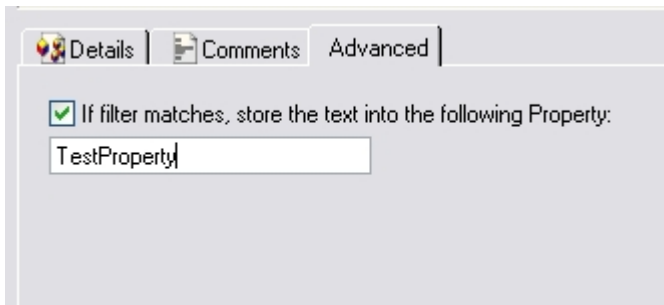 Details Comments Advanced
If filter matches, store the text into the following Property:
TestProperty